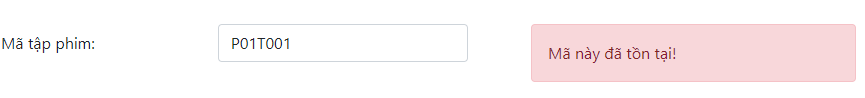 Mã tập phim:
P01T001
Mã này đã tồn tại!